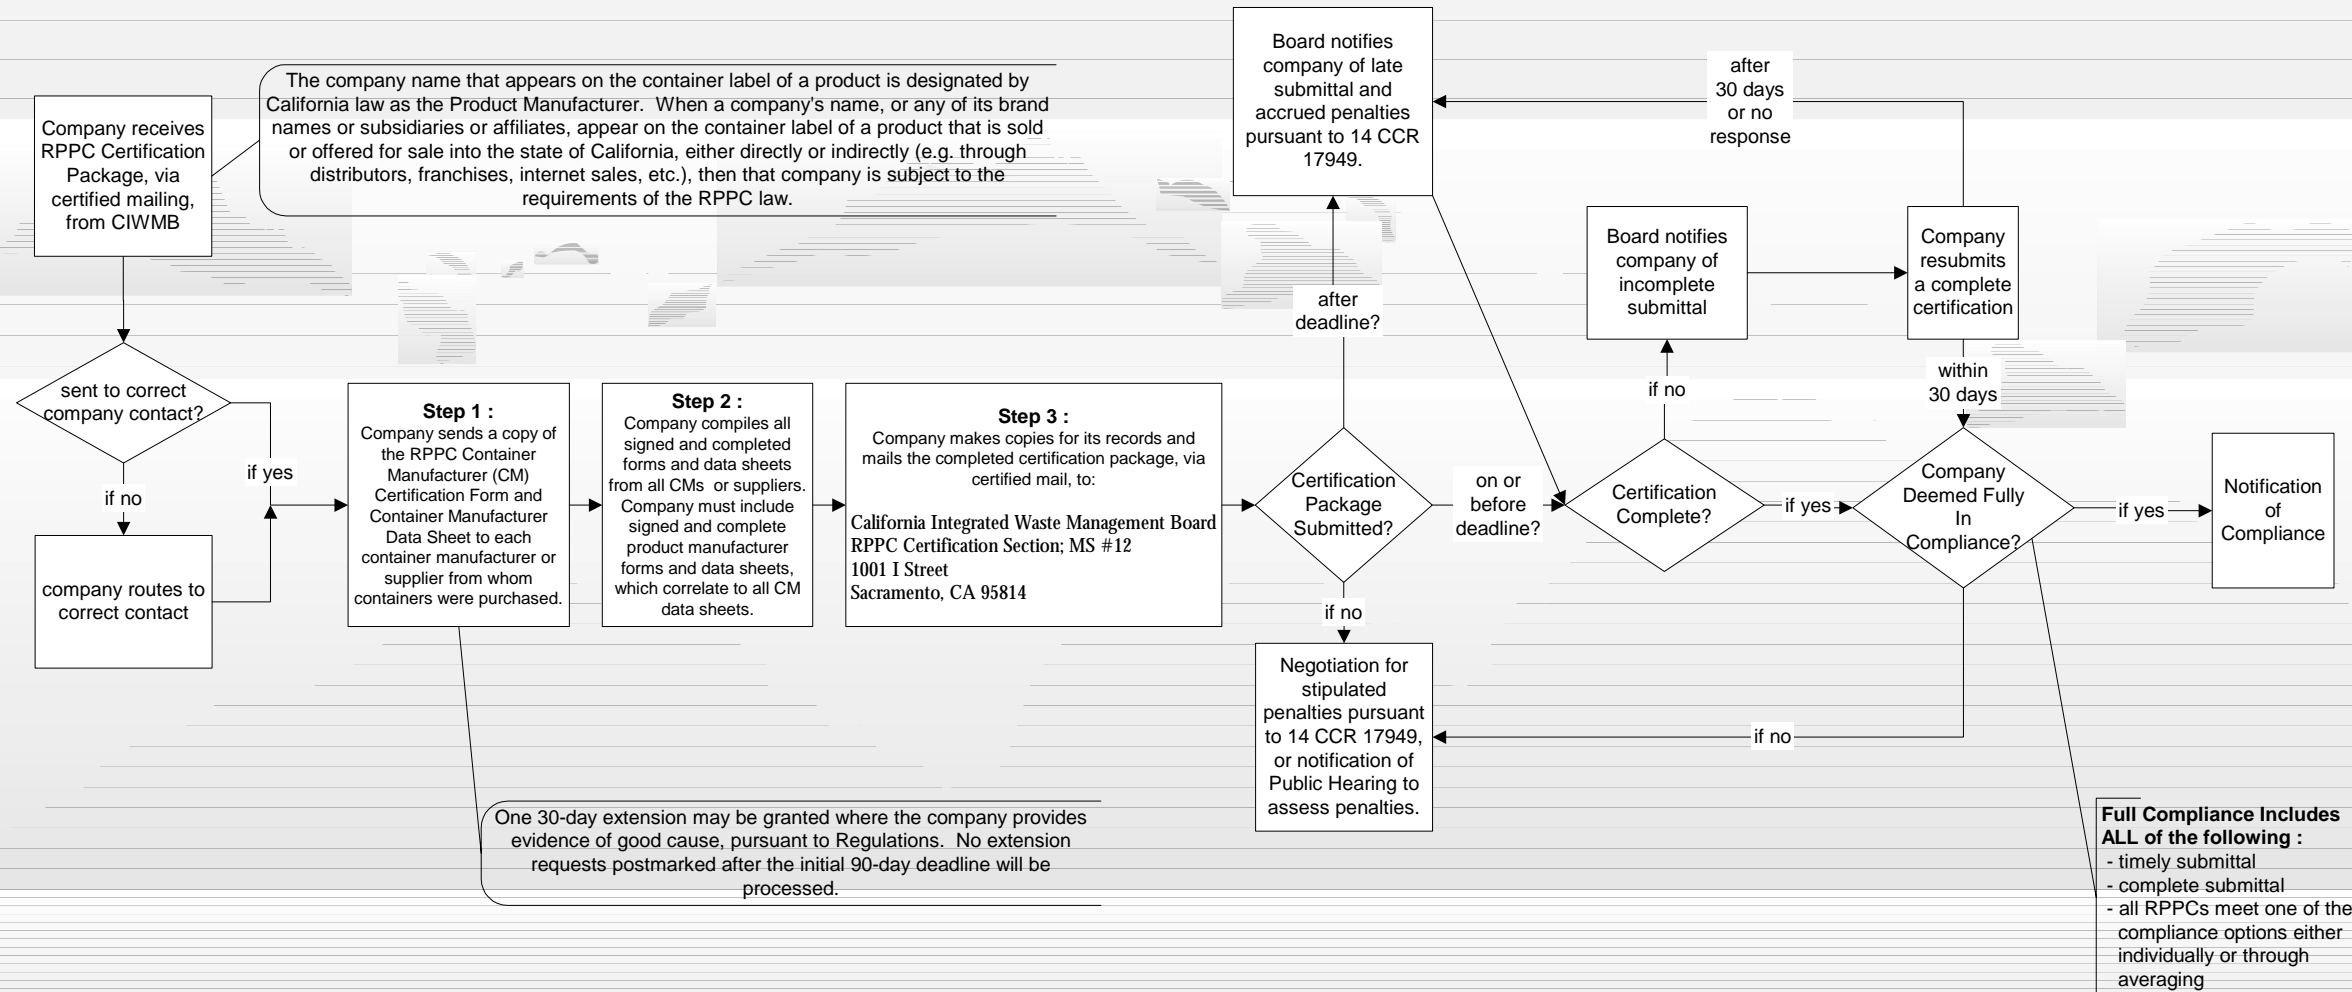 Company receives
RPPC Certification
Package, via
certified mailing,
from CIWMB
The company name that appears on the container label of a product is designated by
California law as the Product Manufacturer.  When a company's name, or any of its brand
names or subsidiaries or affiliates, appear on the container label of a product that is sold
or offered for sale into the state of California, either directly or indirectly (e.g. through
distributors, franchises, internet sales, etc.), then that company is subject to the
requirements of the RPPC law.
sent to correct
company contact?
if yes
if no
company routes to
correct contact
Step 1 :
Company sends a copy of
the RPPC Container
Manufacturer (CM)
Certification Form and
Container Manufacturer
Data Sheet to each
container manufacturer or
supplier from whom
containers were purchased.
One 30-day extension may be granted where the company provides
evidence of good cause, pursuant to Regulations.  No extension
requests postmarked after the initial 90-day deadline will be
processed.
Step 2 :
Company compiles all
signed and completed
forms and data sheets
from all CMs  or suppliers.
Company must include
signed and complete
product manufacturer
forms and data sheets,
which correlate to all CM
data sheets.
Step 3 :
Company makes copies for its records and
mails the completed certification package, via
certified mail, to:
California Integrated Waste Management Board
RPPC Certification Section; MS #12
1001 I Street
Sacramento, CA 95814
Certification
Package
Submitted?
after
deadline?
Board notifies
company of late
submittal and
accrued penalties
pursuant to 14 CCR
17949.
on or
before
deadline?
if no
Negotiation for
stipulated
penalties pursuant
to 14 CCR 17949,
or notification of
Public Hearing to
assess penalties.
Certification
Complete?
if no
Board notifies
company of
incomplete
submittal
Company
resubmits
a complete
certification
after
30 days
or no
response
within
30 days
if yes
Company
Deemed Fully
In
Compliance?
if no
if yes
Notification
of
Compliance
Full Compliance Includes
ALL of the following :
- timely submittal
- complete submittal
- all RPPCs meet one of the
compliance options either
individually or through
averaging